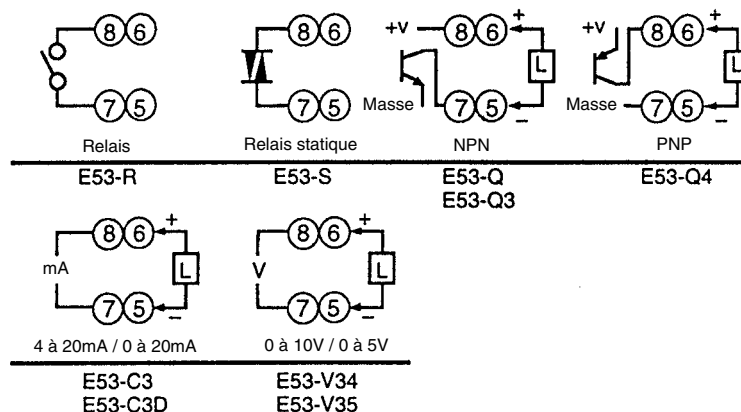 8 6 8 6 +v 8 6 + +v 8 6 +
L L
Masse Masse
7 5 7 5 7 5 − 7 5 −
Relais Relais statique NPN PNP
E53-R E53-S E53-Q E53-Q4
E53-Q3
8 6 + 8 6 +
mA L V L
7 5 − 7 5 −
4 à 20mA / 0 à 20mA 0 à 10V / 0 à 5V
E53-C3 E53-V34
E53-C3D E53-V35